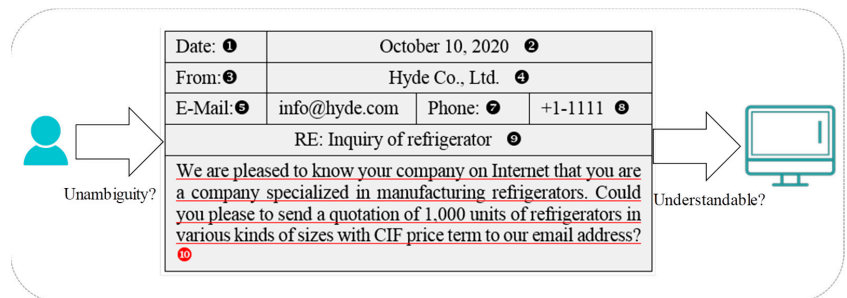 Date: ❶ October 10, 2020 ❷
From:❸ Hyde Co., Ltd. ❹
E-Mail:❺ info@hyde.com Phone: ❼ +1-1111 ❽
RE: Inquiry of refrigerator ❾
We are pleased to know your company on Internet that you are
a company specialized in manufacturing refrigerators. Could
you please to send a quotation of 1,000 units of refrigerators in
various kinds of sizes with CIF price term to our email address?
❿
Unambiguity?
Understandable?